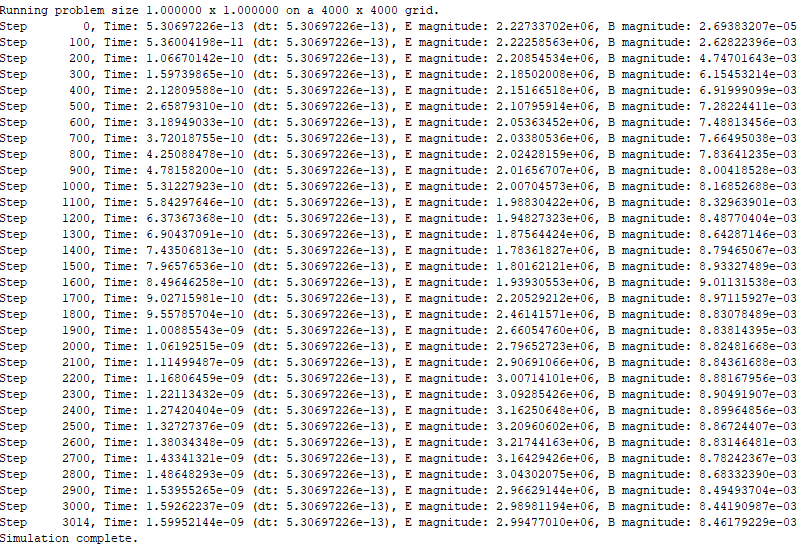 Running problem size 1.000000 x 1.000000 on a 4000 x 4000 grid.
Step        0, Time: 5.30697226e-13 (dt: 5.30697226e-13), E magnitude: 2.22733702e+06, B magnitude: 2.69383207e-05
Step      100, Time: 5.36004198e-11 (dt: 5.30697226e-13), E magnitude: 2.22258563e+06, B magnitude: 2.62822396e-03
Step      200, Time: 1.06670142e-10 (dt: 5.30697226e-13), E magnitude: 2.20854534e+06, B magnitude: 4.74701643e-03
Step      300, Time: 1.59739865e-10 (dt: 5.30697226e-13), E magnitude: 2.18502008e+06, B magnitude: 6.15453214e-03
Step      400, Time: 2.12809588e-10 (dt: 5.30697226e-13), E magnitude: 2.15166518e+06, B magnitude: 6.91999099e-03
Step      500, Time: 2.65879310e-10 (dt: 5.30697226e-13), E magnitude: 2.10795914e+06, B magnitude: 7.28224411e-03
Step      600, Time: 3.18949033e-10 (dt: 5.30697226e-13), E magnitude: 2.05363452e+06, B magnitude: 7.48813456e-03
Step      700, Time: 3.72018755e-10 (dt: 5.30697226e-13), E magnitude: 2.03380536e+06, B magnitude: 7.66495038e-03
Step      800, Time: 4.25088478e-10 (dt: 5.30697226e-13), E magnitude: 2.02428159e+06, B magnitude: 7.83641235e-03
Step      900, Time: 4.78158200e-10 (dt: 5.30697226e-13), E magnitude: 2.01656707e+06, B magnitude: 8.00418528e-03
Step     1000, Time: 5.31227923e-10 (dt: 5.30697226e-13), E magnitude: 2.00704573e+06, B magnitude: 8.16852688e-03
Step     1100, Time: 5.84297646e-10 (dt: 5.30697226e-13), E magnitude: 1.98830422e+06, B magnitude: 8.32963901e-03
Step     1200, Time: 6.37367368e-10 (dt: 5.30697226e-13), E magnitude: 1.94827323e+06, B magnitude: 8.48770404e-03
Step     1300, Time: 6.90437091e-10 (dt: 5.30697226e-13), E magnitude: 1.87564424e+06, B magnitude: 8.64287146e-03
Step     1400, Time: 7.43506813e-10 (dt: 5.30697226e-13), E magnitude: 1.78361827e+06, B magnitude: 8.79465067e-03
Step     1500, Time: 7.96576536e-10 (dt: 5.30697226e-13), E magnitude: 1.80162121e+06, B magnitude: 8.93327489e-03
Step     1600, Time: 8.49646258e-10 (dt: 5.30697226e-13), E magnitude: 1.93930553e+06, B magnitude: 9.01131538e-03
Step     1700, Time: 9.02715981e-10 (dt: 5.30697226e-13), E magnitude: 2.20529212e+06, B magnitude: 8.97115927e-03
Step     1800, Time: 9.55785704e-10 (dt: 5.30697226e-13), E magnitude: 2.46141571e+06, B magnitude: 8.83078489e-03
Step     1900, Time: 1.00885543e-09 (dt: 5.30697226e-13), E magnitude: 2.66054760e+06, B magnitude: 8.83814395e-03
Step     2000, Time: 1.06192515e-09 (dt: 5.30697226e-13), E magnitude: 2.79652723e+06, B magnitude: 8.82481668e-03
Step     2100, Time: 1.11499487e-09 (dt: 5.30697226e-13), E magnitude: 2.90691066e+06, B magnitude: 8.84361688e-03
Step     2200, Time: 1.16806459e-09 (dt: 5.30697226e-13), E magnitude: 3.00714101e+06, B magnitude: 8.88167956e-03
Step     2300, Time: 1.22113432e-09 (dt: 5.30697226e-13), E magnitude: 3.09285426e+06, B magnitude: 8.90491907e-03
Step     2400, Time: 1.27420404e-09 (dt: 5.30697226e-13), E magnitude: 3.16250648e+06, B magnitude: 8.89964856e-03
Step     2500, Time: 1.32727376e-09 (dt: 5.30697226e-13), E magnitude: 3.20960602e+06, B magnitude: 8.86724407e-03
Step     2600, Time: 1.38034348e-09 (dt: 5.30697226e-13), E magnitude: 3.21744163e+06, B magnitude: 8.83146481e-03
Step     2700, Time: 1.43341321e-09 (dt: 5.30697226e-13), E magnitude: 3.16429426e+06, B magnitude: 8.78242367e-03
Step     2800, Time: 1.48648293e-09 (dt: 5.30697226e-13), E magnitude: 3.04302075e+06, B magnitude: 8.68332390e-03
Step     2900, Time: 1.53955265e-09 (dt: 5.30697226e-13), E magnitude: 2.96629144e+06, B magnitude: 8.49493704e-03
Step     3000, Time: 1.59262237e-09 (dt: 5.30697226e-13), E magnitude: 2.98981194e+06, B magnitude: 8.44190987e-03
Step     3014, Time: 1.59952144e-09 (dt: 5.30697226e-13), E magnitude: 2.99477010e+06, B magnitude: 8.46179229e-03
Simulation complete.